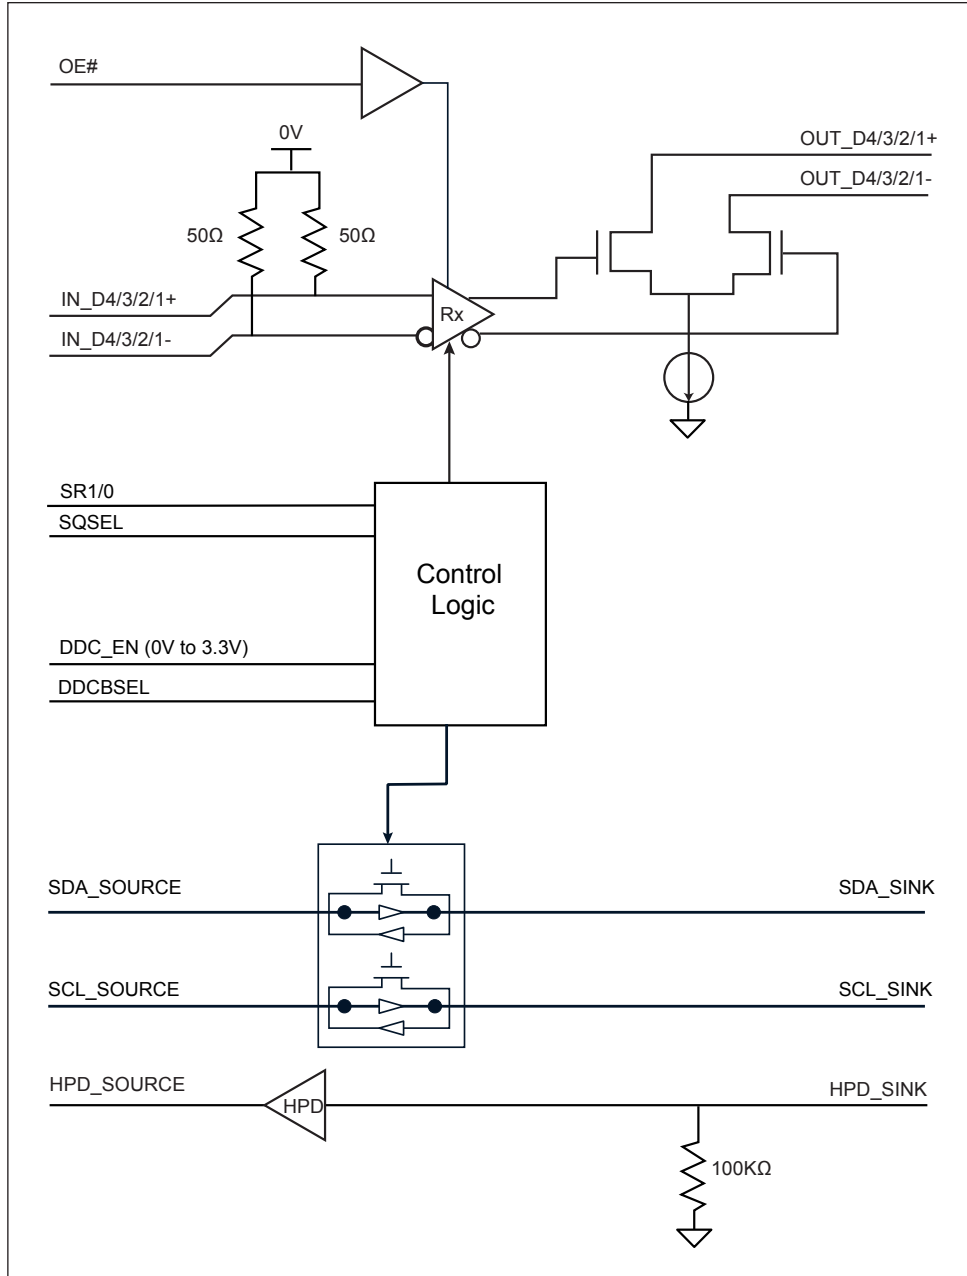 OE#
0V
OUT_D4/3/2/1+
OUT_D4/3/2/1-
50Ω
50Ω
IN_D4/3/2/1+
IN_D4/3/2/1-
Rx
SR1/0
SQSEL
Control
Logic
DDC_EN (0V to 3.3V)
DDCBSEL
SDA_SOURCE
SDA_SINK
SCL_SOURCE
SCL_SINK
HPD_SOURCE
HPD
HPD_SINK
100KΩ